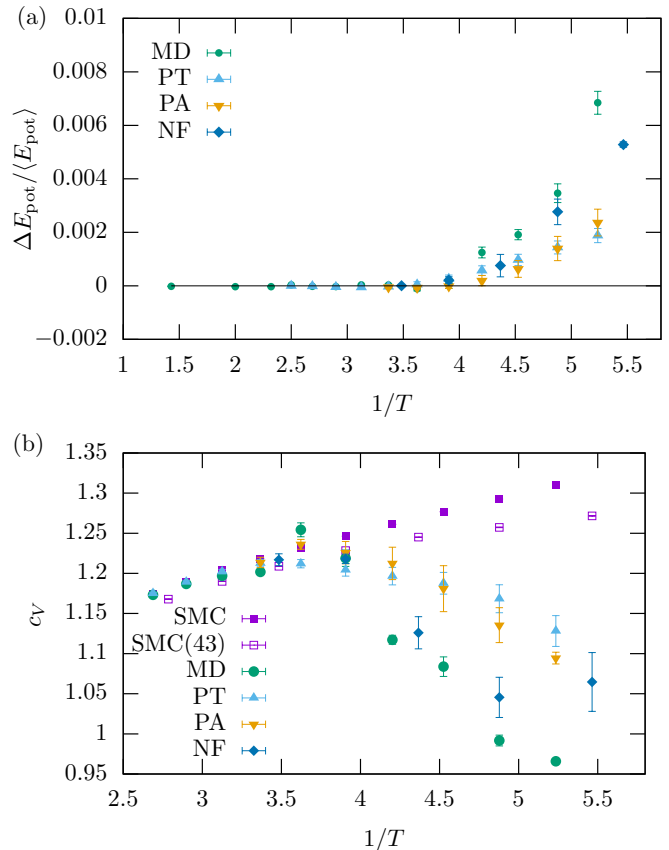 (a)
0.01
0.008
0.006
0.004
0.002
0
−0.002
ΔE_pot/⟨E_pot⟩
MD
PT
PA
NF
1 1.5 2 2.5 3 3.5 4 4.5 5 5.5
1/T
(b)
1.35
1.3
1.25
1.2
1.15
1.1
1.05
1
0.95
c_V
SMC
SMC(43)
MD
PT
PA
NF
2.5 3 3.5 4 4.5 5 5.5
1/T